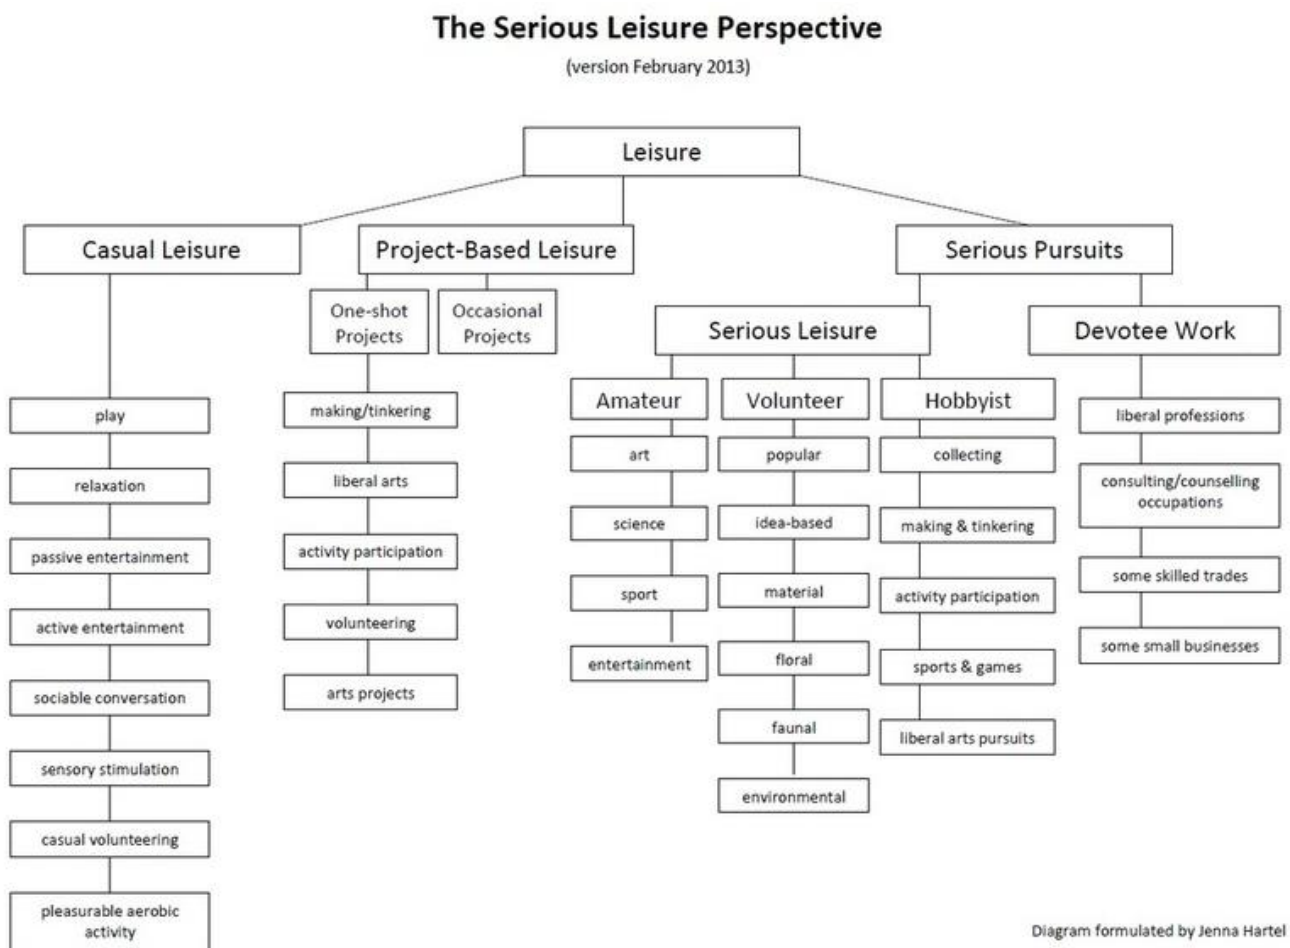 The Serious Leisure Perspective
(version February 2013)
Leisure
Casual Leisure
Project-Based Leisure
Serious Pursuits
One-shot
Projects
Occasional
Projects
Serious Leisure
Devotee Work
Amateur
Volunteer
Hobbyist
play
relaxation
passive entertainment
active entertainment
sociable conversation
sensory stimulation
casual volunteering
pleasurable aerobic
activity
making/tinkering
liberal arts
activity participation
volunteering
arts projects
art
science
sport
entertainment
popular
idea-based
material
floral
faunal
environmental
collecting
making & tinkering
activity participation
sports & games
liberal arts pursuits
liberal professions
consulting/counselling
occupations
some skilled trades
some small businesses
Diagram formulated by Jenna Hartel